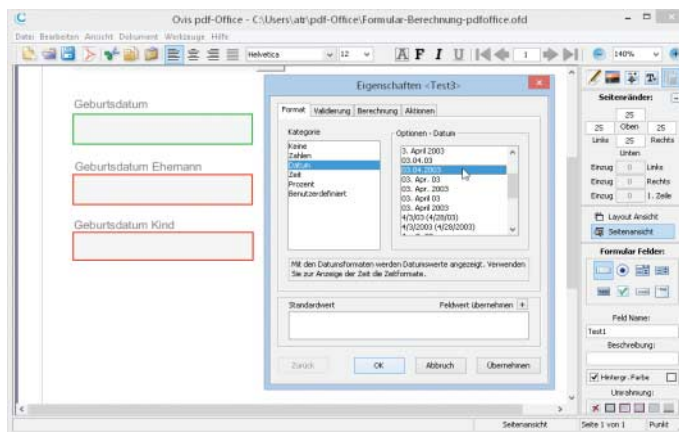 Ovis pdf-Office - C:\Users\atr\pdf-Office\Formular-Berechnung-pdfoffice.ofd
Datei Bearbeiten Ansicht Dokument Werkzeuge Hilfe
Helvetica 12 F I U 1 140%
Geburtsdatum
Geburtsdatum Ehemann
Geburtsdatum Kind
Eigenschaften <Test3>
Format Validierung Berechnung Aktionen
Kategorie
Keine
Zahlen
Datum
Zeit
Prozent
Benutzerdefiniert
Optionen - Datum
3. April 2003
03.04.03
03.04.2003
03. Apr. 03
03. Apr. 2003
03. April 03
03. April 2003
4/3/03 (4/28/03)
4/3/2003 (4/28/2003)
Mit den Datumsformaten werden Datumswerte angezeigt. Verwenden
Sie zur Anzeige der Zeit die Zeitformate.
Standardwert Feldwert übernehmen +
Zurück OK Abbruch Übernehmen
Seitenränder:
25
25 Oben 25
Links 25 Rechts
Unten
Einzug 0 Links
Einzug 0 Rechts
Einzug 0 1. Zeile
Layout Ansicht
Seitenansicht
Formular Felder:
Feld Name:
Test1
Beschreibung:
Hintergr.Farbe
Umrahmung:
Seitenansicht Seite 1 von 1 Punkt